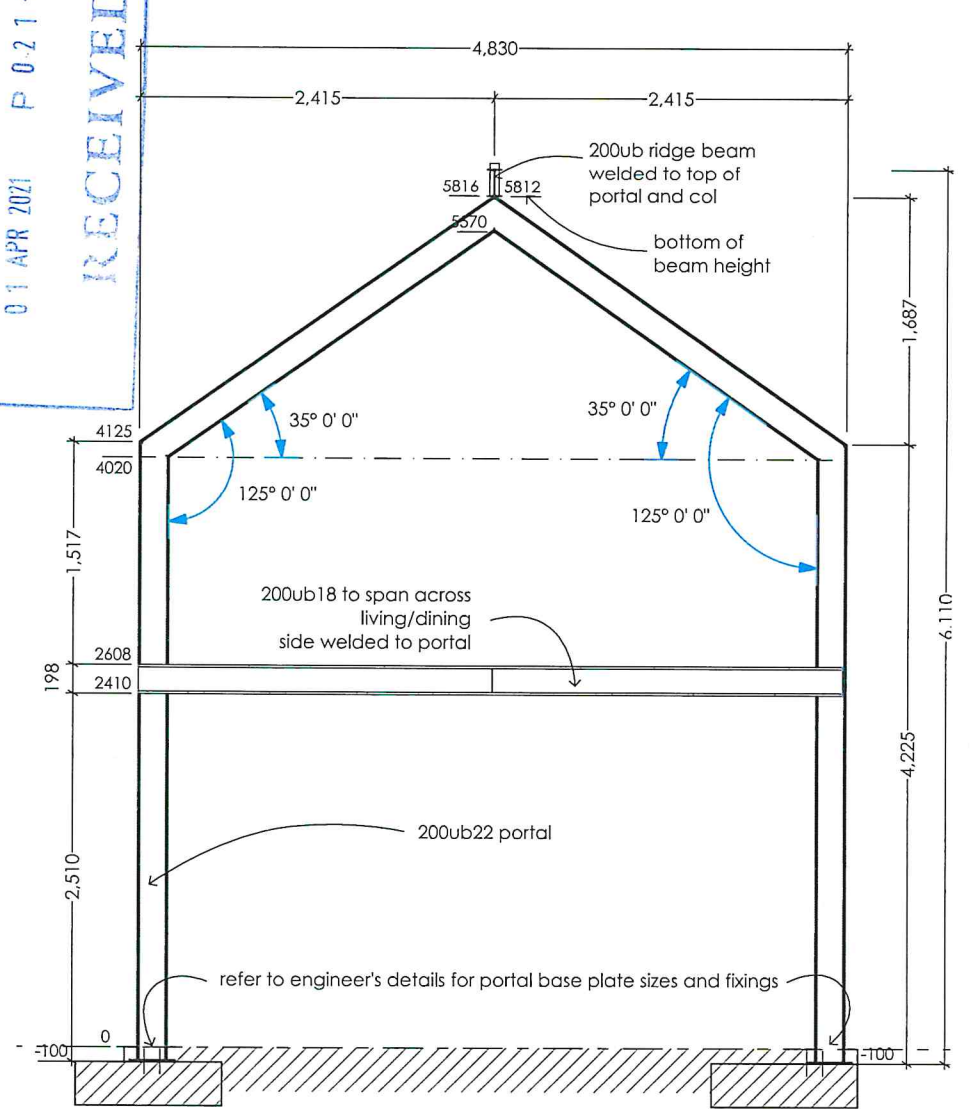 01 APR 2021 P 0 2 1
RECEIVED
4,830
2,415
2,415
200ub ridge beam
welded to top of
portal and col
5816
5812
5570
bottom of
beam height
1,687
35° 0' 0"
35° 0' 0"
4125
4020
125° 0' 0"
125° 0' 0"
1,517
200ub18 to span across
living/dining
side welded to portal
6,110
2608
198
2410
4,225
200ub22 portal
2,510
refer to engineer's details for portal base plate sizes and fixings
0
-100
-100